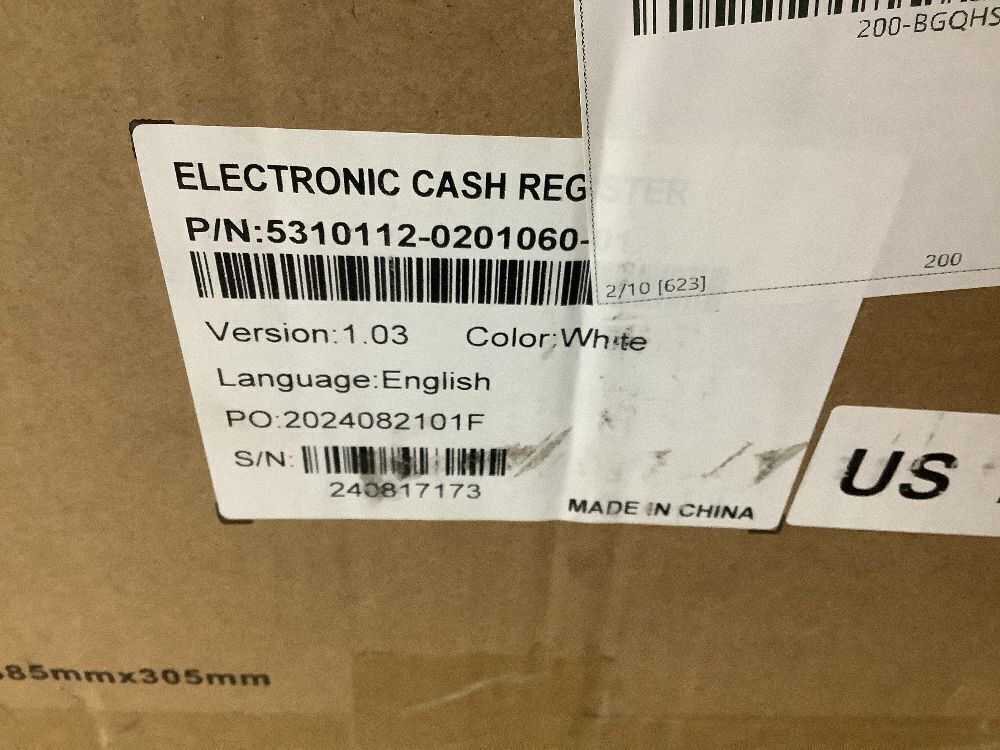 200-BGQHS
ELECTRONIC CASH REGISTER
P/N:5310112-0201060-
200
2/10 [623]
Version:1.03 Color:White
Language:English
PO:2024082101F
S/N:
240817173
MADE IN CHINA
US
85mmx305mm